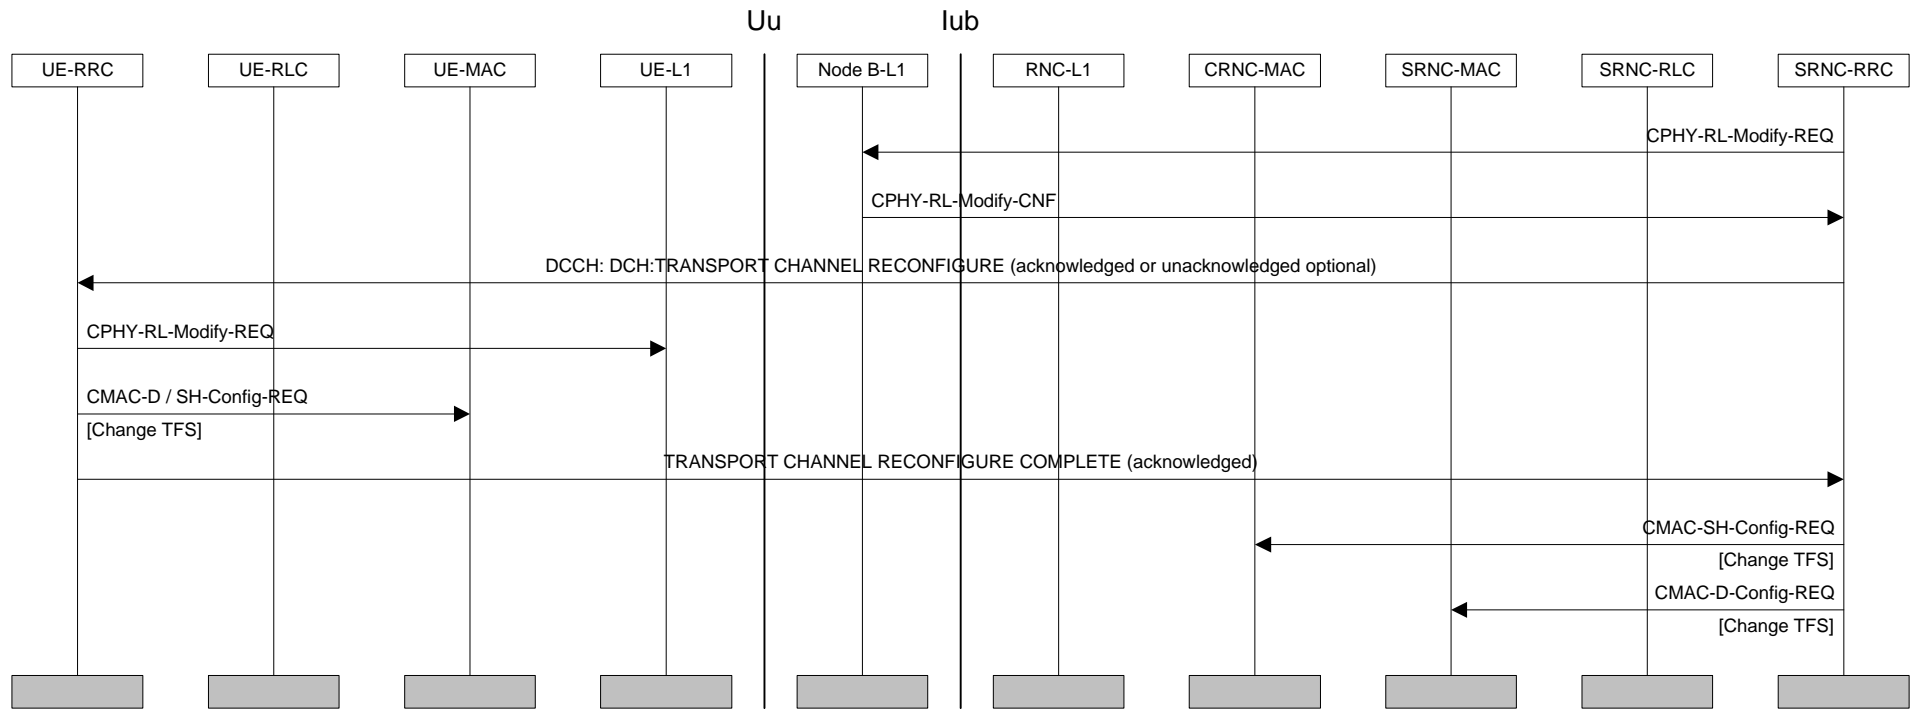 Uu Iub
UE-RRC UE-RLC UE-MAC UE-L1 Node B-L1 RNC-L1 CRNC-MAC SRNC-MAC SRNC-RLC SRNC-RRC
CPHY-RL-Modify-REQ
CPHY-RL-Modify-CNF
DCCH: DCH:TRANSPORT CHANNEL RECONFIGURE (acknowledged or unacknowledged optional)
CPHY-RL-Modify-REQ
CMAC-D / SH-Config-REQ
[Change TFS]
TRANSPORT CHANNEL RECONFIGURE COMPLETE (acknowledged)
CMAC-SH-Config-REQ
[Change TFS]
CMAC-D-Config-REQ
[Change TFS]